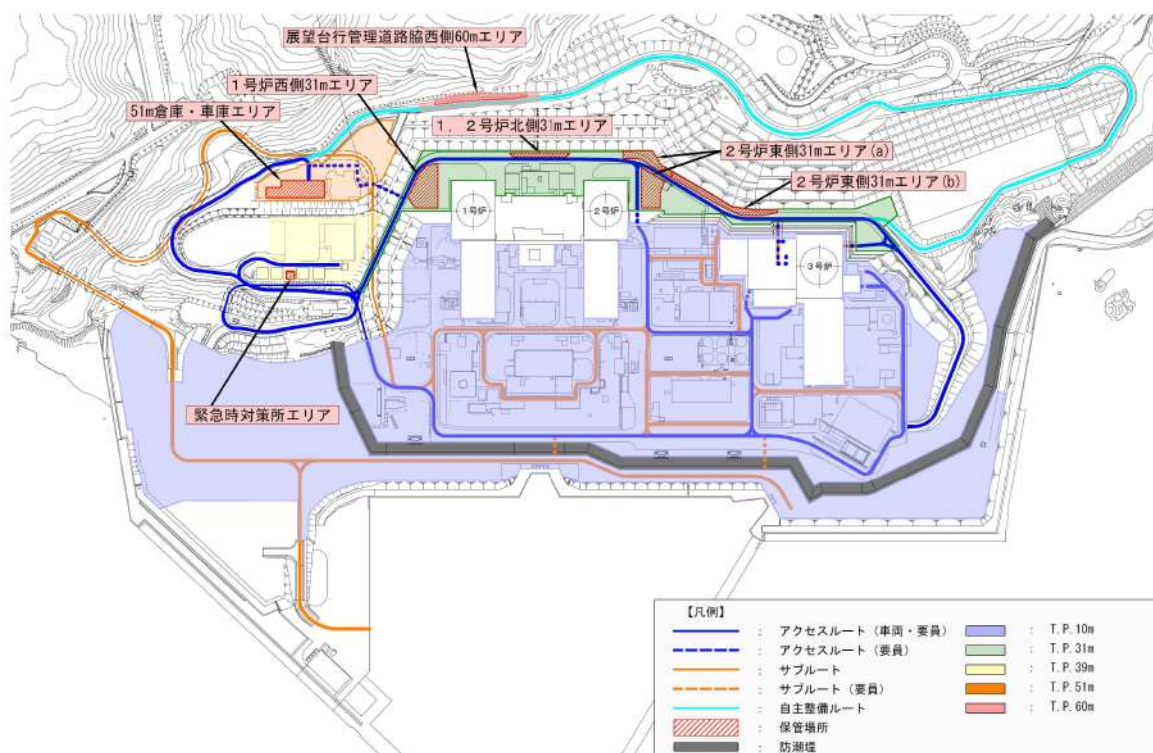 展望台行管理道路脇西側60mエリア
1号炉西側31mエリア
51m倉庫・車庫エリア
1，2号炉北側31mエリア
2号炉東側31mエリア(a)
2号炉東側31mエリア(b)
1号炉
2号炉
3号炉
緊急時対策所エリア
【凡例】
： アクセスルート（車両・要員）
： アクセスルート（要員）
： サブルート
： サブルート（要員）
： 自主整備ルート
： 保管場所
： 防潮堤
： T.P.10m
： T.P.31m
： T.P.39m
： T.P.51m
： T.P.60m